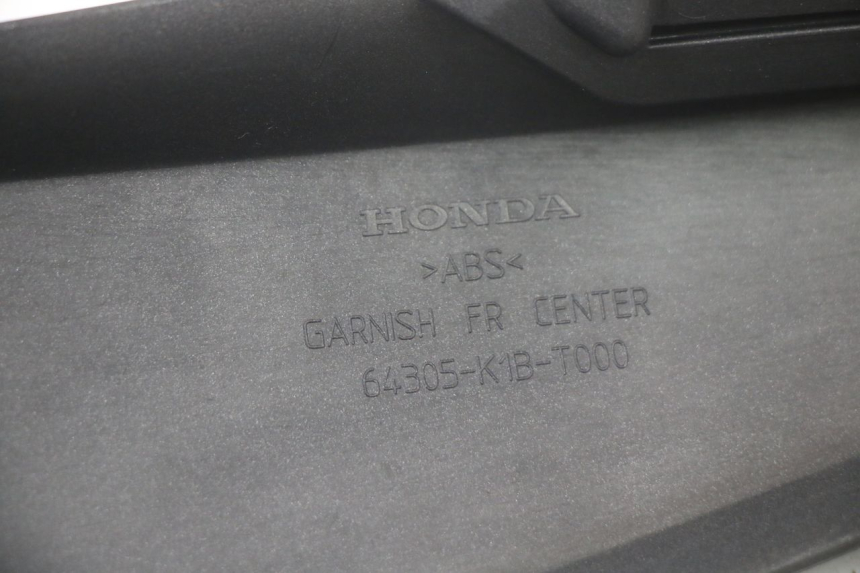 HONDA
>ABS<
GARNISH FR CENTER
64305-K1B-T000